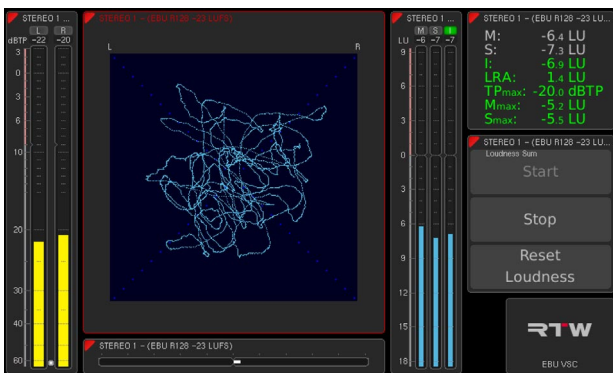 STEREO 1 ...
L R
dBTP -22 -20
3
0
3
6
10
20
30
40
60
STEREO 1 - (EBU R128 -23 LUFS)
L R
STEREO 1 - (EBU R128 -23 LUFS)
STEREO 1 ...
M S I
LU -6 -7 -7
9
6
3
0
3
6
9
12
15
18
STEREO 1 - (EBU R128 -23 LU...
M: -6.4 LU
S: -7.3 LU
I: -6.9 LU
LRA: 1.4 LU
TPmax: -20.0 dBTP
Mmax: -5.2 LU
Smax: -5.5 LU
STEREO 1 - (EBU R128 -23 LU...
Loudness Sum
Start
Stop
Reset
Loudness
RTW
EBU VSC